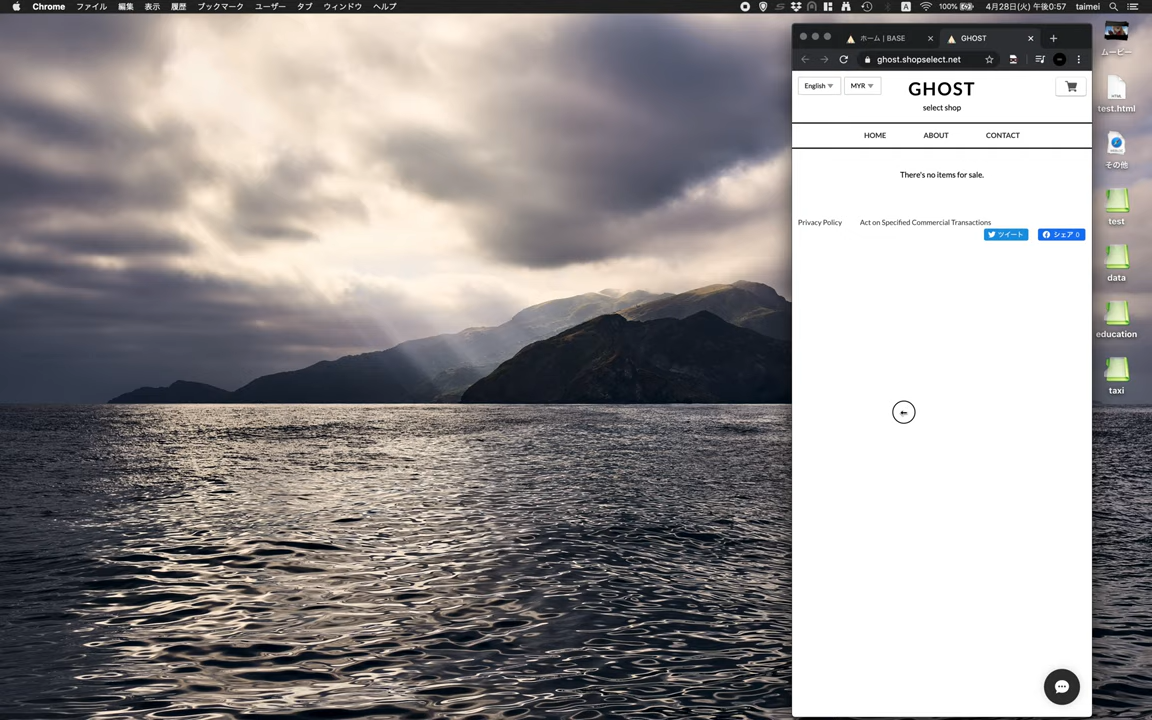 Chrome ファイル 編集 表示 履歴 ブックマーク ユーザー タブ ウィンドウ ヘルプ
A 100% 4月28日(火) 午後0:57 taimei
ホーム | BASE
GHOST
ghost.shopselect.net
English
MYR
GHOST
select shop
HOME ABOUT CONTACT
There's no items for sale.
Privacy Policy Act on Specified Commercial Transactions
ツイート
シェア 0
ムービー
HTML
test.html
その他
test
data
education
taxi